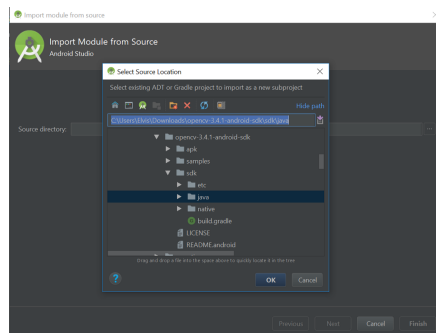 Import module from source
Import Module from Source
Android Studio
Select Source Location
Select existing ADT or Gradle project to import as a new subproject
Hide path
C:\Users\Elvis\Downloads\opencv-3.4.1-android-sdk\sdk\java
Source directory:
opencv-3.4.1-android-sdk
apk
samples
sdk
etc
java
native
build.gradle
LICENSE
README.android
Drag and drop a file into the space above to quickly locate it in the tree
?
OK
Cancel
Previous
Next
Cancel
Finish